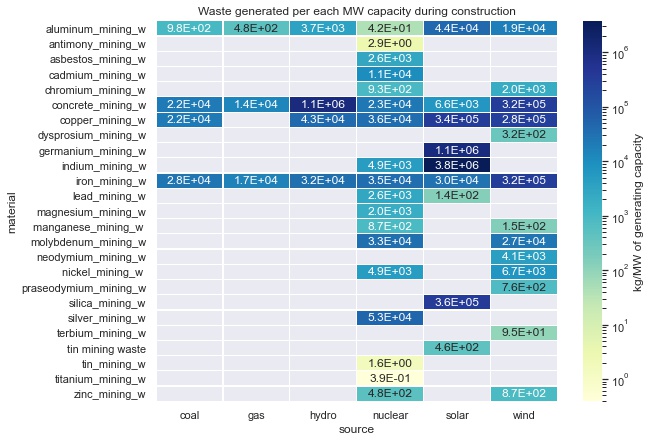 Waste generated per each MW capacity during construction
aluminum_mining_w 9.8E+02 4.8E+02 3.7E+03 4.2E+01 4.4E+04 1.9E+04
antimony_mining_w 2.9E+00
asbestos_mining_w 2.6E+03
cadmium_mining_w 1.1E+04
chromium_mining_w 9.3E+02 2.0E+03
concrete_mining_w 2.2E+04 1.4E+04 1.1E+06 2.3E+04 6.6E+03 3.2E+05
copper_mining_w 2.2E+04 4.3E+04 3.6E+04 3.4E+05 2.8E+05
dysprosium_mining_w 3.2E+02
germanium_mining_w 1.1E+06
indium_mining_w 4.9E+03 3.8E+06
iron_mining_w 2.8E+04 1.7E+04 3.2E+04 3.5E+04 3.0E+04 3.2E+05
lead_mining_w 2.6E+03 1.4E+02
magnesium_mining_w 2.0E+03
manganese_mining_w 8.7E+02 1.5E+02
molybdenum_mining_w 3.3E+04 2.7E+04
neodymium_mining_w 4.1E+03
nickel_mining_w 4.9E+03 6.7E+03
praseodymium_mining_w 7.6E+02
silica_mining_w 3.6E+05
silver_mining_w 5.3E+04
terbium_mining_w 9.5E+01
tin mining waste 4.6E+02
tin_mining_w 1.6E+00
titanium_mining_w 3.9E-01
zinc_mining_w 4.8E+02 8.7E+02
coal gas hydro nuclear solar wind
source
material
10^6
10^5
10^4
10^3
10^2
10^1
10^0
kg/MW of generating capacity